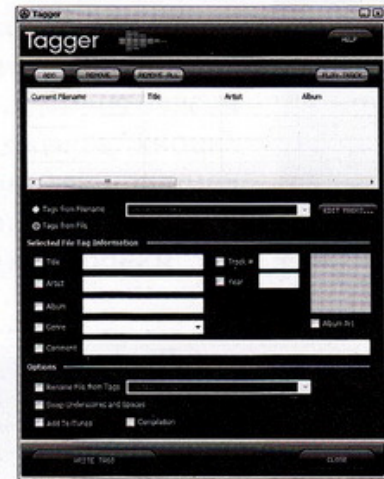 Tagger
Tagger HELP
ADD REMOVE REMOVE ALL PLAY TRACK
Current Filename Title Artist Album
Tags from Filename EDIT MASKS...
Tags from File
Selected File Tag Information
Title Track #
Artist Year
Album
Genre Album Art
Comment
Options
Rename File from Tags
Swap Underscores and Spaces
Add To iTunes Compilation
WRITE TAGS CLOSE